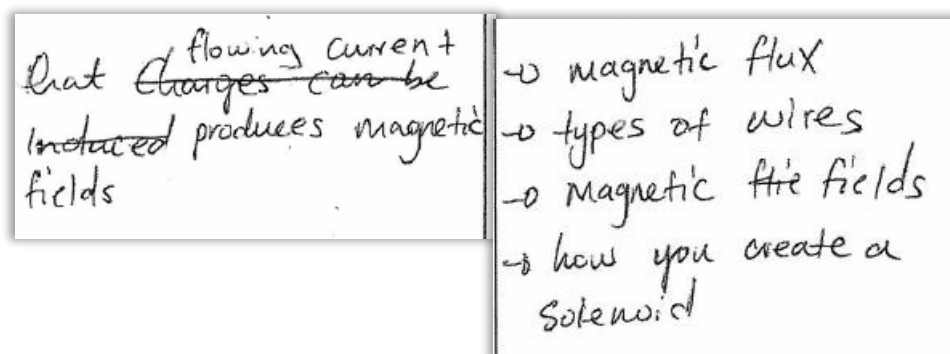 flowing current
that Charges can be
Induced produces magnetic
fields
→ magnetic flux
→ types of wires
→ magnetic flie fields
→ how you create a
solenoid